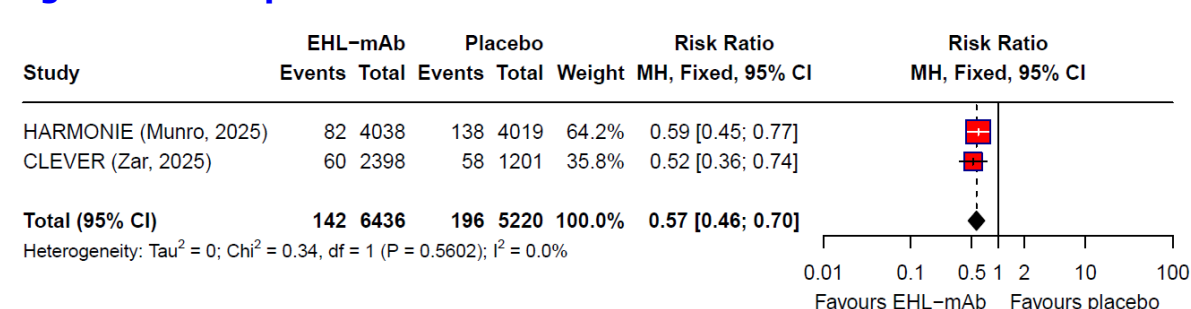 EHL−mAb Placebo Risk Ratio Risk Ratio
Study Events Total Events Total Weight MH, Fixed, 95% CI MH, Fixed, 95% CI
HARMONIE (Munro, 2025) 82 4038 138 4019 64.2% 0.59 [0.45; 0.77]
CLEVER (Zar, 2025) 60 2398 58 1201 35.8% 0.52 [0.36; 0.74]
Total (95% CI) 142 6436 196 5220 100.0% 0.57 [0.46; 0.70]
Heterogeneity: Tau² = 0; Chi² = 0.34, df = 1 (P = 0.5602); I² = 0.0%
0.01 0.1 0.5 1 2 10 100
Favours EHL−mAb Favours placebo